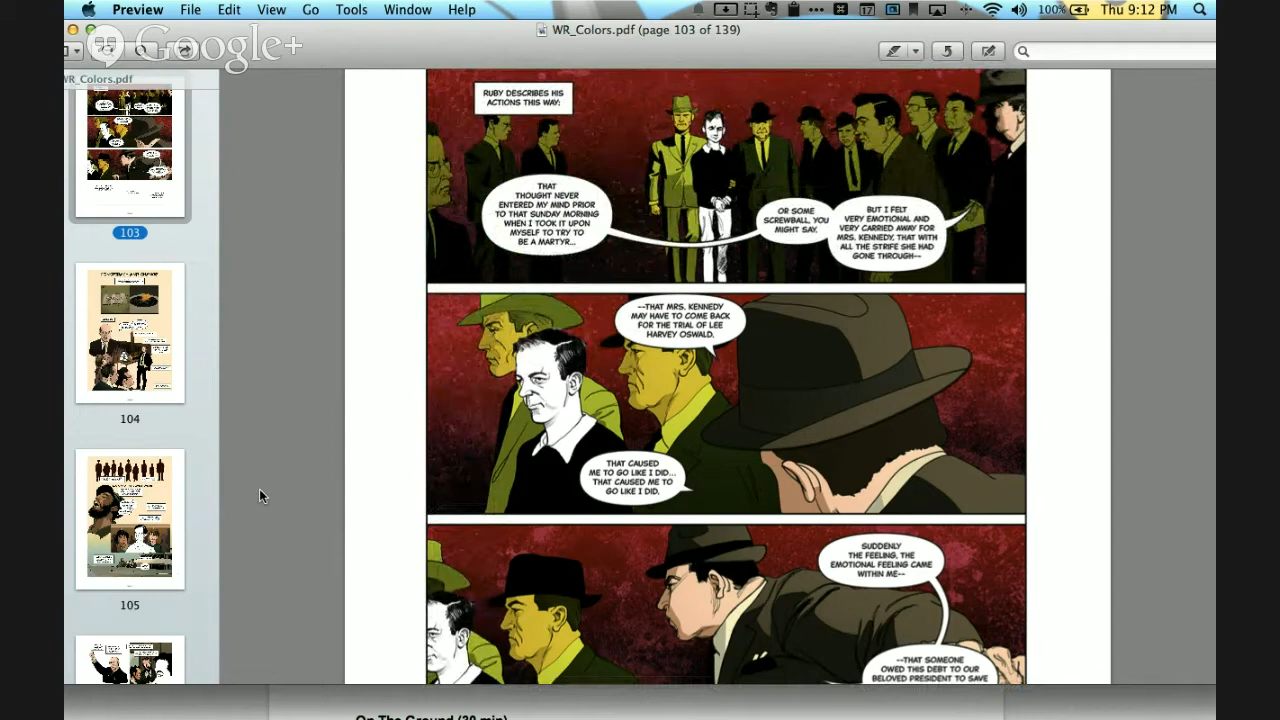 Preview File Edit View Go Tools Window Help
17
100%
Thu 9:12 PM
Google+
WR_Colors.pdf (page 103 of 139)
WR_Colors.pdf
103
104
105
RUBY DESCRIBES HIS
ACTIONS THIS WAY:
THAT
THOUGHT NEVER
ENTERED MY MIND PRIOR
TO THAT SUNDAY MORNING
WHEN I TOOK IT UPON
MYSELF TO TRY TO
BE A MARTYR...
OR SOME
SCREWBALL, YOU
MIGHT SAY.
BUT I FELT
VERY EMOTIONAL AND
VERY CARRIED AWAY FOR
MRS. KENNEDY, THAT WITH
ALL THE STRIFE SHE HAD
GONE THROUGH--
--THAT MRS. KENNEDY
MAY HAVE TO COME BACK
FOR THE TRIAL OF LEE
HARVEY OSWALD.
THAT CAUSED
ME TO GO LIKE I DID...
THAT CAUSED ME TO
GO LIKE I DID.
SUDDENLY
THE FEELING, THE
EMOTIONAL FEELING CAME
WITHIN ME--
--THAT SOMEONE
OWED THIS DEBT TO OUR
BELOVED PRESIDENT TO SAVE
On The Ground (30 min)